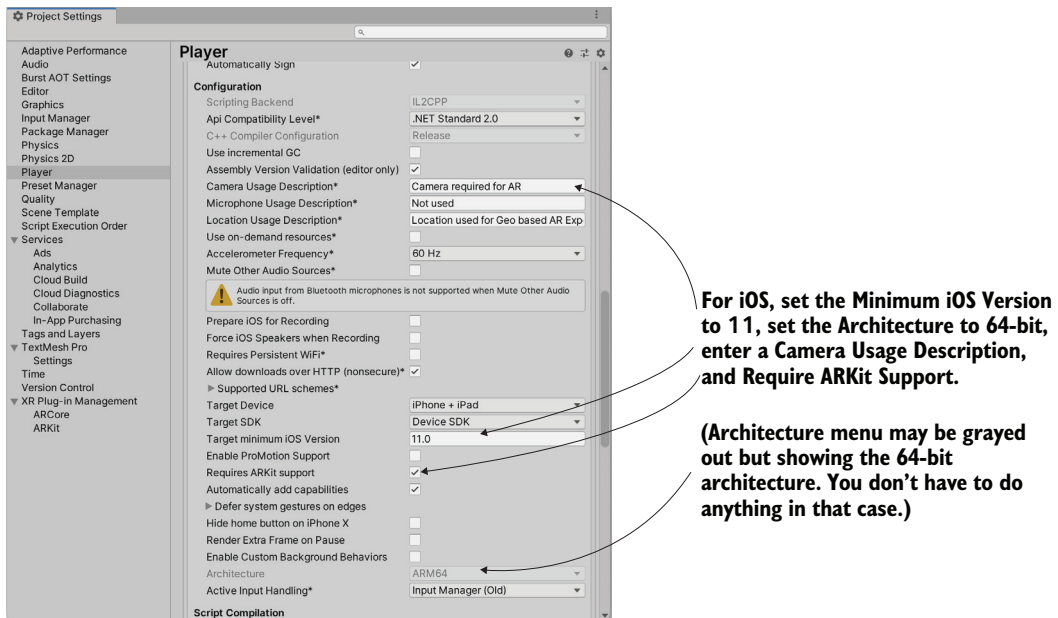 Project Settings
Adaptive Performance
Audio
Burst AOT Settings
Editor
Graphics
Input Manager
Package Manager
Physics
Physics 2D
Player
Preset Manager
Quality
Scene Template
Script Execution Order
Services
Ads
Analytics
Cloud Build
Cloud Diagnostics
Collaborate
In-App Purchasing
Tags and Layers
TextMesh Pro
Settings
Time
Version Control
XR Plug-in Management
ARCore
ARKit
Player
Automatically Sign
Configuration
Scripting Backend IL2CPP
Api Compatibility Level* .NET Standard 2.0
C++ Compiler Configuration Release
Use incremental GC
Assembly Version Validation (editor only)
Camera Usage Description* Camera required for AR
Microphone Usage Description* Not used
Location Usage Description* Location used for Geo based AR Exp
Use on-demand resources*
Accelerometer Frequency* 60 Hz
Mute Other Audio Sources*
Audio input from Bluetooth microphones is not supported when Mute Other Audio
Sources is off.
Prepare iOS for Recording
Force iOS Speakers when Recording
Requires Persistent WiFi*
Allow downloads over HTTP (nonsecure)*
Supported URL schemes*
Target Device iPhone + iPad
Target SDK Device SDK
Target minimum iOS Version 11.0
Enable ProMotion Support
Requires ARKit support
Automatically add capabilities
Defer system gestures on edges
Hide home button on iPhone X
Render Extra Frame on Pause
Enable Custom Background Behaviors
Architecture ARM64
Active Input Handling* Input Manager (Old)
Script Compilation
For iOS, set the Minimum iOS Version
to 11, set the Architecture to 64-bit,
enter a Camera Usage Description,
and Require ARKit Support.
(Architecture menu may be grayed
out but showing the 64-bit
architecture. You don't have to do
anything in that case.)